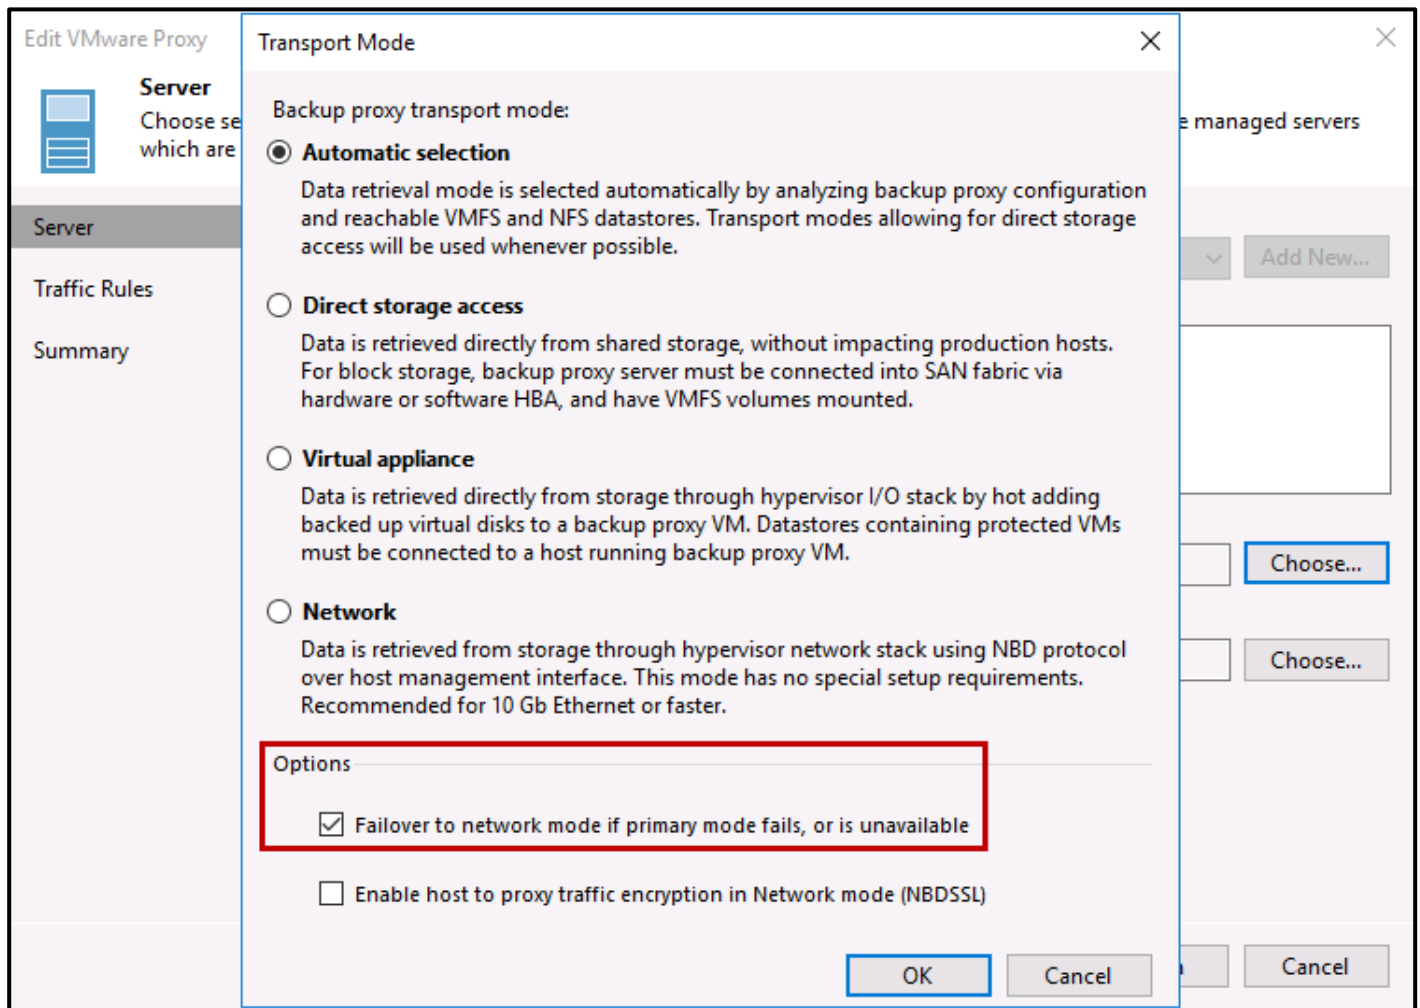 Edit VMware Proxy
Server
Choose se
which are
e managed servers
Server
Traffic Rules
Summary
Add New...
Choose...
Choose...
Cancel
Transport Mode
Backup proxy transport mode:
Automatic selection
Data retrieval mode is selected automatically by analyzing backup proxy configuration
and reachable VMFS and NFS datastores. Transport modes allowing for direct storage
access will be used whenever possible.
Direct storage access
Data is retrieved directly from shared storage, without impacting production hosts.
For block storage, backup proxy server must be connected into SAN fabric via
hardware or software HBA, and have VMFS volumes mounted.
Virtual appliance
Data is retrieved directly from storage through hypervisor I/O stack by hot adding
backed up virtual disks to a backup proxy VM. Datastores containing protected VMs
must be connected to a host running backup proxy VM.
Network
Data is retrieved from storage through hypervisor network stack using NBD protocol
over host management interface. This mode has no special setup requirements.
Recommended for 10 Gb Ethernet or faster.
Options
Failover to network mode if primary mode fails, or is unavailable
Enable host to proxy traffic encryption in Network mode (NBDSSL)
OK
Cancel